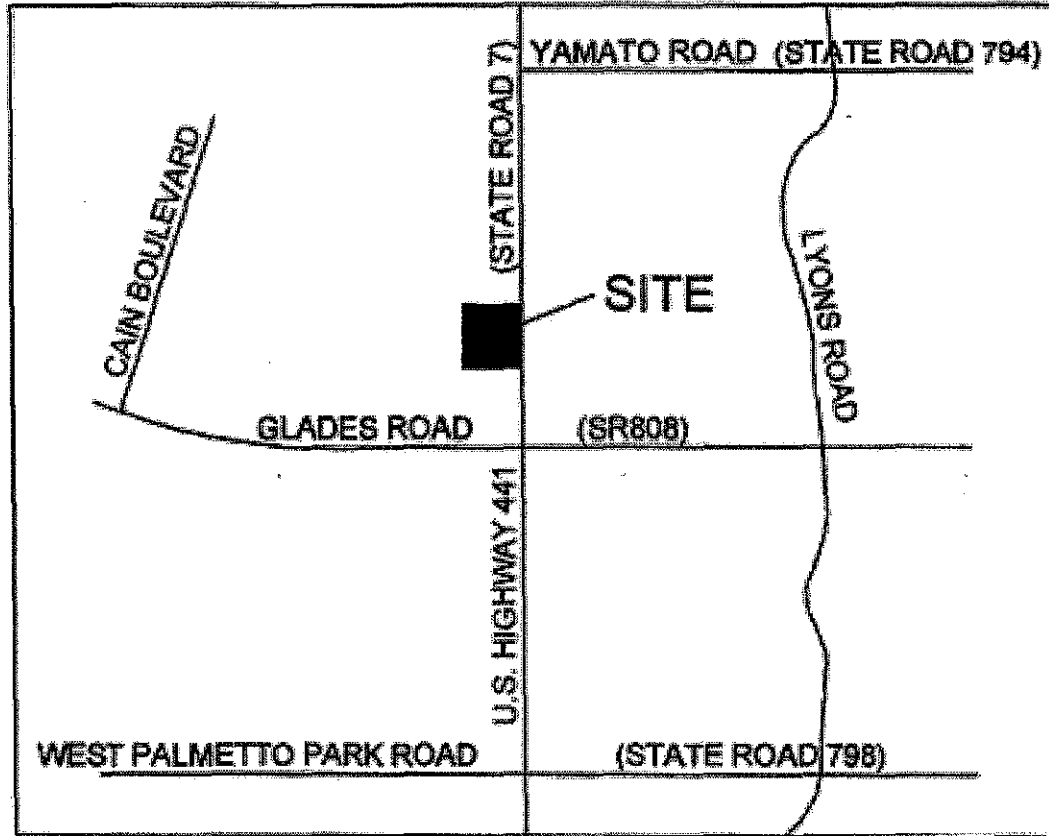 YAMATO ROAD (STATE ROAD 794)
(STATE ROAD 7)
CAIN BOULEVARD
SITE
LYONS ROAD
GLADES ROAD (SR808)
U.S. HIGHWAY 441
WEST PALMETTO PARK ROAD (STATE ROAD 798)